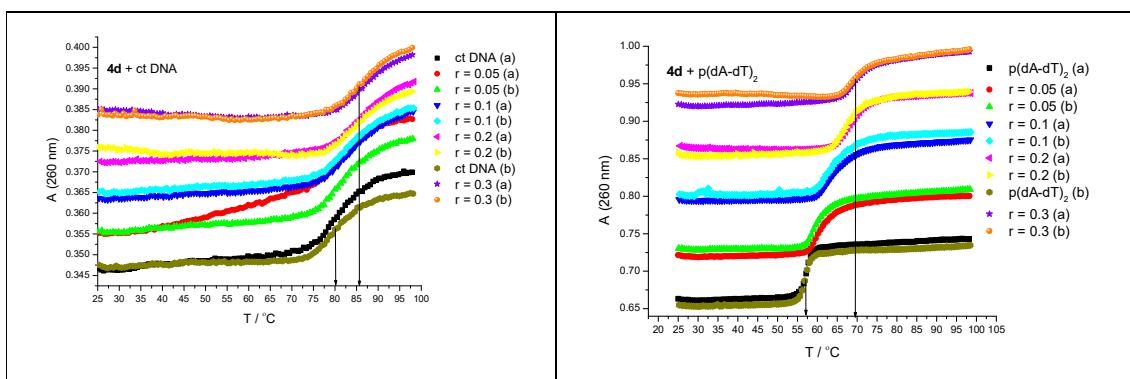 4d + ct DNA
A (260 nm)
0.400
0.395
0.390
0.385
0.380
0.375
0.370
0.365
0.360
0.355
0.350
0.345
25 30 35 40 45 50 55 60 65 70 75 80 85 90 95 100
T / °C
ct DNA (a)
r = 0.05 (a)
r = 0.05 (b)
r = 0.1 (a)
r = 0.1 (b)
r = 0.2 (a)
r = 0.2 (b)
ct DNA (b)
r = 0.3 (a)
r = 0.3 (b)
4d + p(dA-dT)2
A (260 nm)
1.00
0.95
0.90
0.85
0.80
0.75
0.70
0.65
20 25 30 35 40 45 50 55 60 65 70 75 80 85 90 95 100 105
T / °C
p(dA-dT)2 (a)
r = 0.05 (a)
r = 0.05 (b)
r = 0.1 (a)
r = 0.1 (b)
r = 0.2 (a)
r = 0.2 (b)
p(dA-dT)2 (b)
r = 0.3 (a)
r = 0.3 (b)